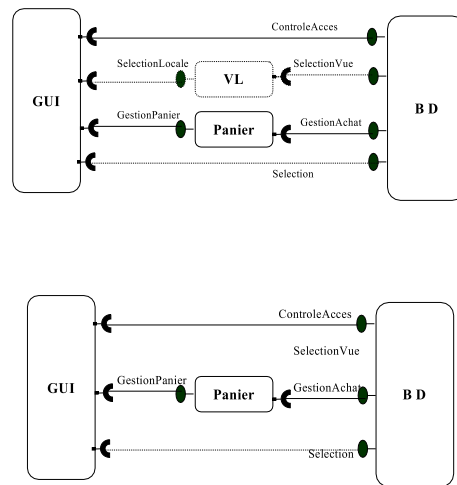 ControleAcces
SelectionLocale
SelectionVue
VL
GUI
B D
GestionPanier
Panier
GestionAchat
Selection
ControleAcces
SelectionVue
GestionPanier
GestionAchat
GUI
Panier
B D
Selection